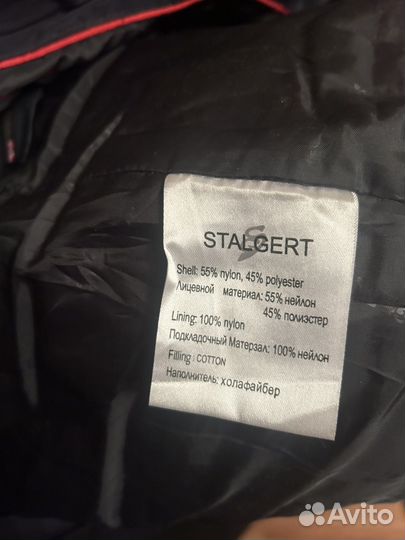 STALGERT
Shell: 55% nylon, 45% polyester
Лицевой материал: 55% нейлон
45% полиэстер
Lining: 100% nylon
Подкладочный Матерзал: 100% нейлон
Filling: COTTON
Наполнитель: холафайбер
Avito